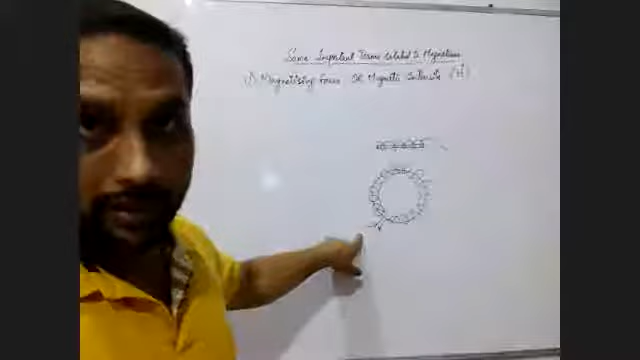 Some Important Terms related to Magnetism
(1) Magnetising Force or Magnetic Intensity (H⃗)